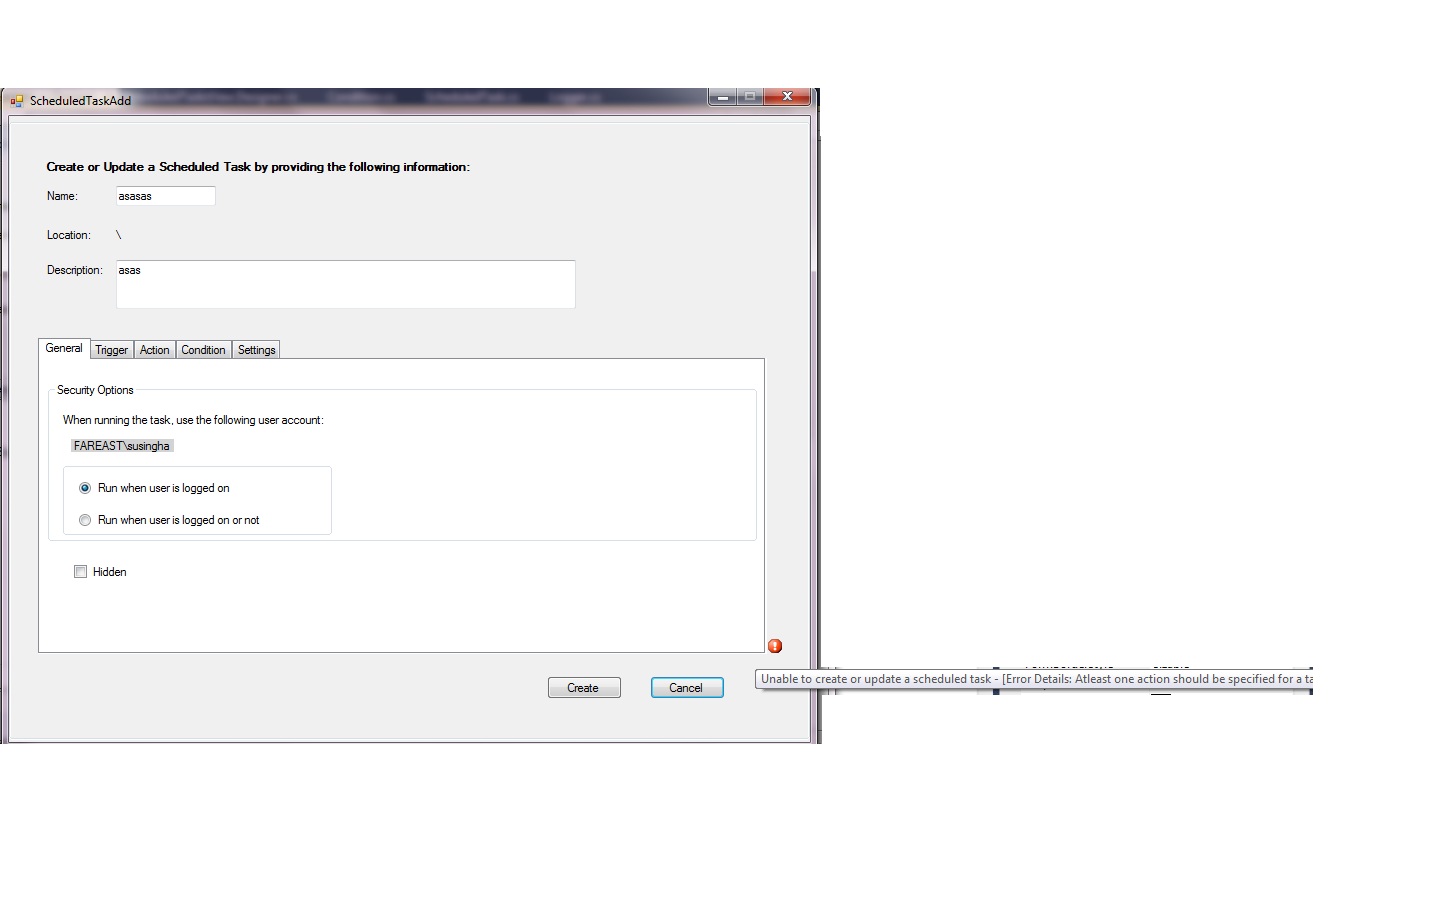 ScheduledTaskAdd
Create or Update a Scheduled Task by providing the following information:
Name: asasas
Location: \
Description: asas
General Trigger Action Condition Settings
Security Options
When running the task, use the following user account:
FAREAST\susingha
Run when user is logged on
Run when user is logged on or not
Hidden
Create Cancel
Unable to create or update a scheduled task - [Error Details: Atleast one action should be specified for a ta